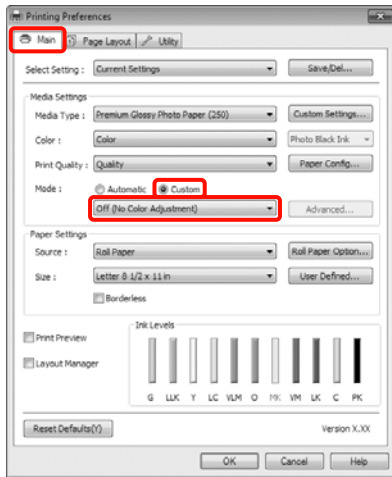 Printing Preferences
Main Page Layout Utility
Select Setting : Current Settings Save/Del...
Media Settings
Media Type : Premium Glossy Photo Paper (250) Custom Settings...
Color : Color Photo Black Ink
Print Quality : Quality Paper Config...
Mode : Automatic Custom
Off (No Color Adjustment) Advanced...
Paper Settings
Source : Roll Paper Roll Paper Option...
Size : Letter 8 1/2 x 11 in User Defined...
Borderless
Ink Levels
Print Preview
Layout Manager
G LLK Y LC VLM O MK VM LK C PK
Reset Defaults(Y) Version X.XX
OK Cancel Help